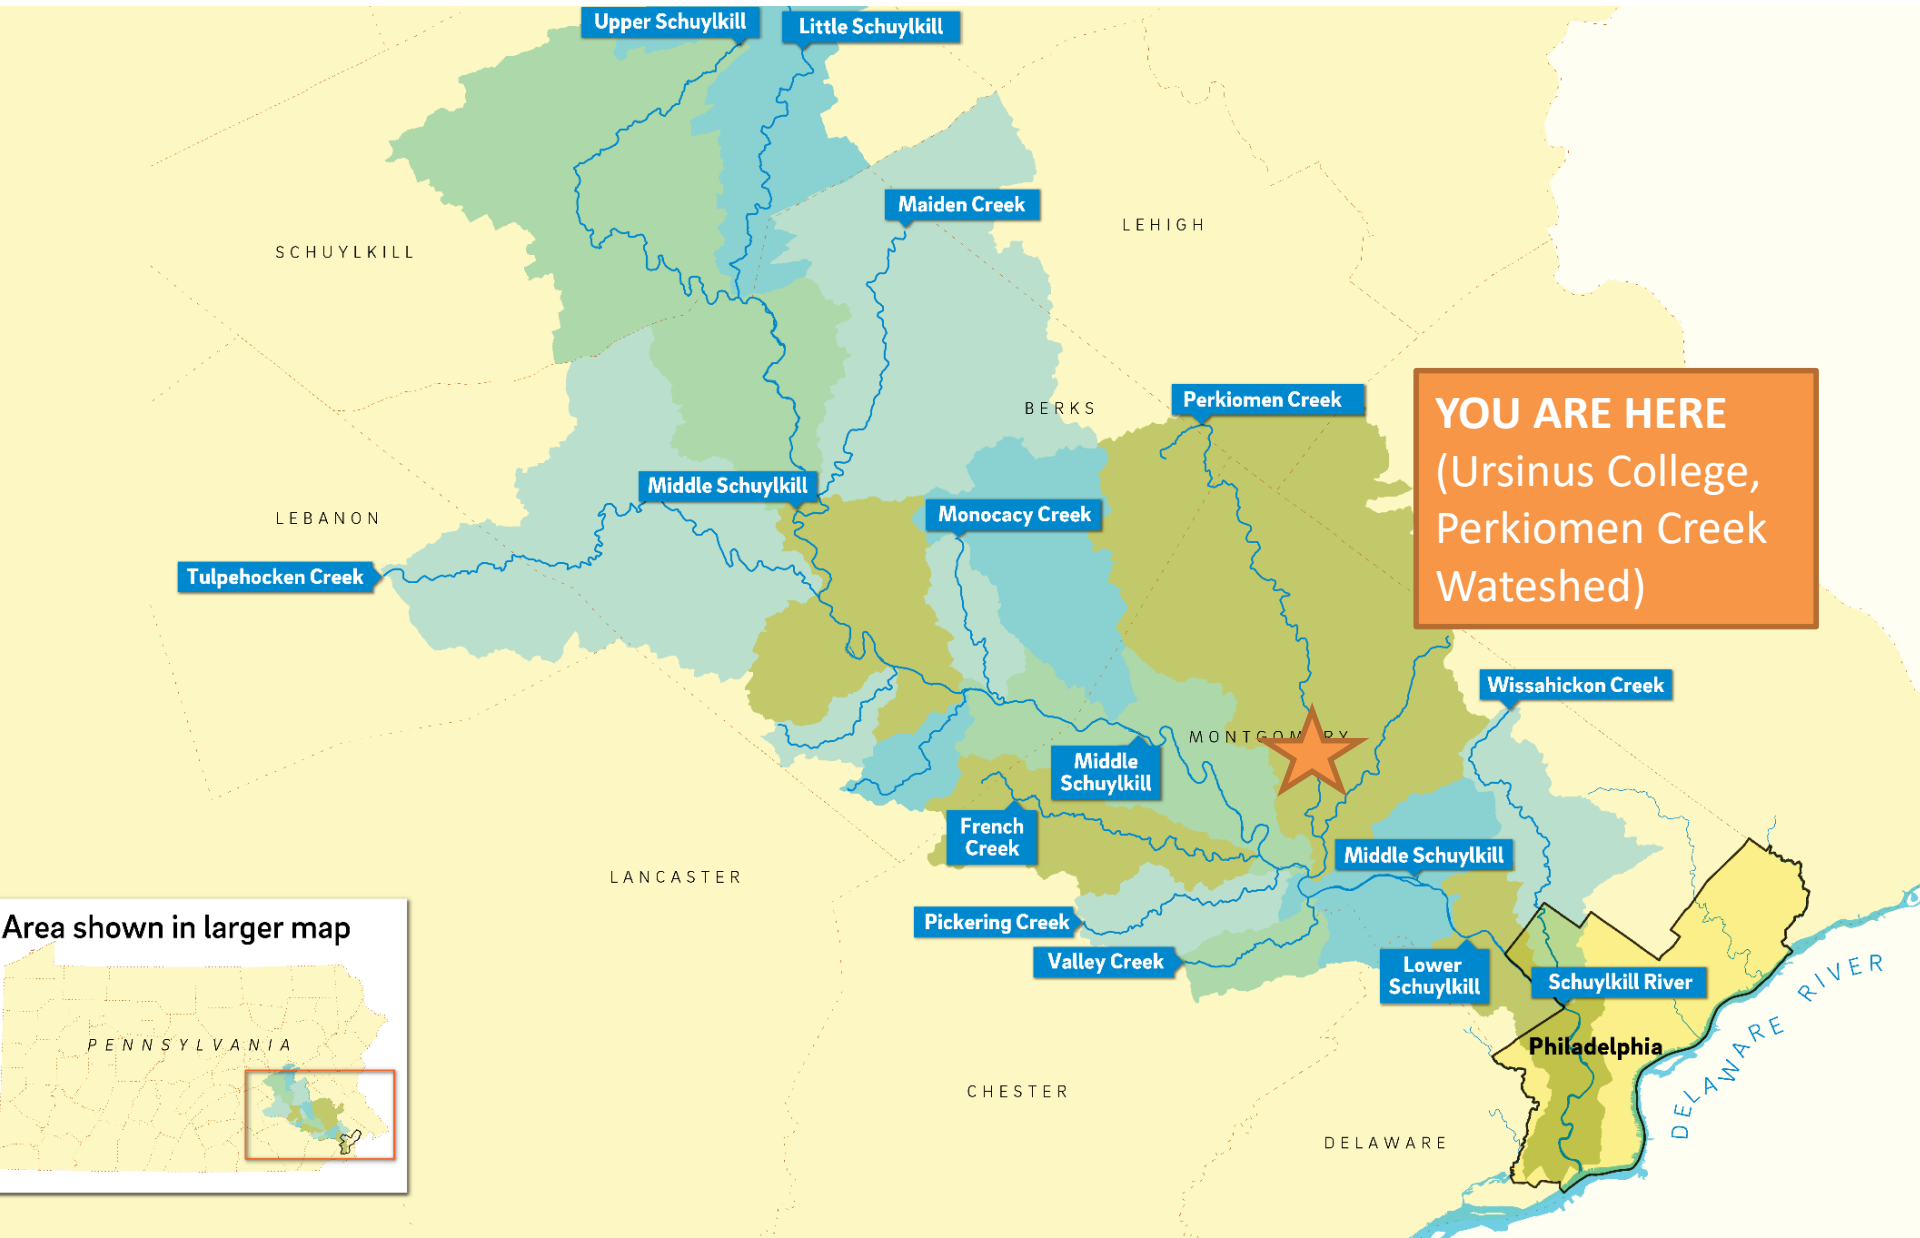 Upper Schuylkill
Little Schuylkill
Maiden Creek
LEHIGH
SCHUYLKILL
Perkiomen Creek
BERKS
YOU ARE HERE
(Ursinus College,
Perkiomen Creek
Wateshed)
Middle Schuylkill
Monocacy Creek
LEBANON
Tulpehocken Creek
Wissahickon Creek
MONTGOMERY
Middle
Schuylkill
French
Creek
Middle Schuylkill
LANCASTER
Pickering Creek
Valley Creek
Lower
Schuylkill
Schuylkill River
Philadelphia
DELAWARE RIVER
CHESTER
DELAWARE
Area shown in larger map
PENNSYLVANIA